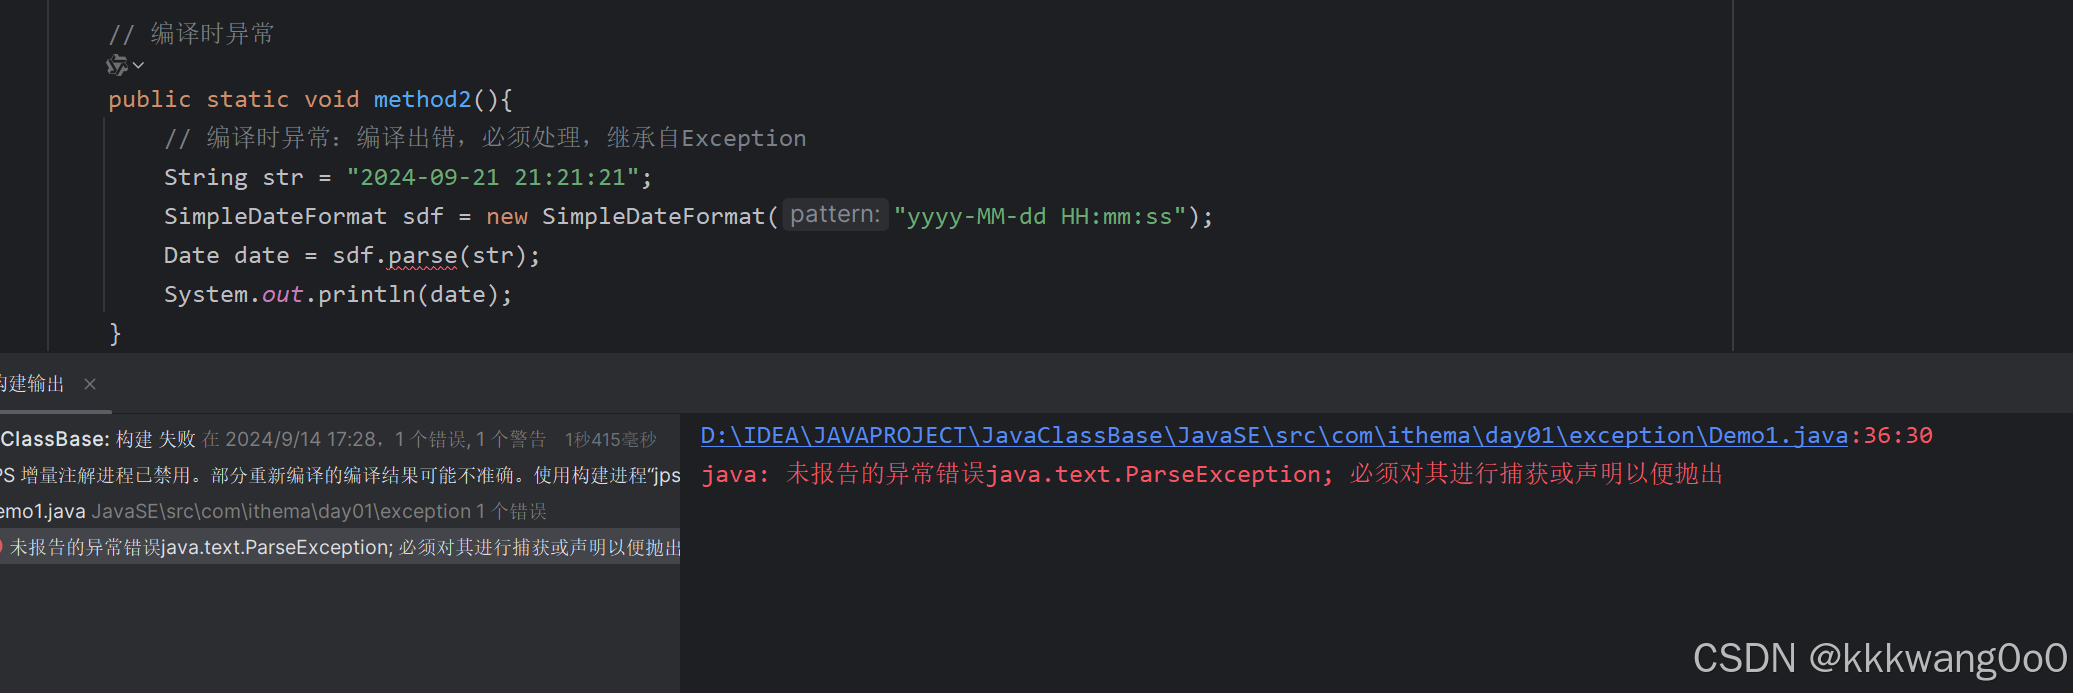 // 编译时异常
public static void method2(){
// 编译时异常：编译出错，必须处理，继承自Exception
String str = "2024-09-21 21:21:21";
SimpleDateFormat sdf = new SimpleDateFormat( pattern: "yyyy-MM-dd HH:mm:ss");
Date date = sdf.parse(str);
System.out.println(date);
}
构建输出
ClassBase: 构建 失败 在 2024/9/14 17:28，1 个错误, 1 个警告 1秒415毫秒
PS 增量注解进程已禁用。部分重新编译的编译结果可能不准确。使用构建进程“jps
emo1.java JavaSE\src\com\ithema\day01\exception 1 个错误
未报告的异常错误java.text.ParseException; 必须对其进行捕获或声明以便抛出
D:\IDEA\JAVAPROJECT\JavaClassBase\JavaSE\src\com\ithema\day01\exception\Demo1.java:36:30
java: 未报告的异常错误java.text.ParseException; 必须对其进行捕获或声明以便抛出
CSDN @kkkwang0o0